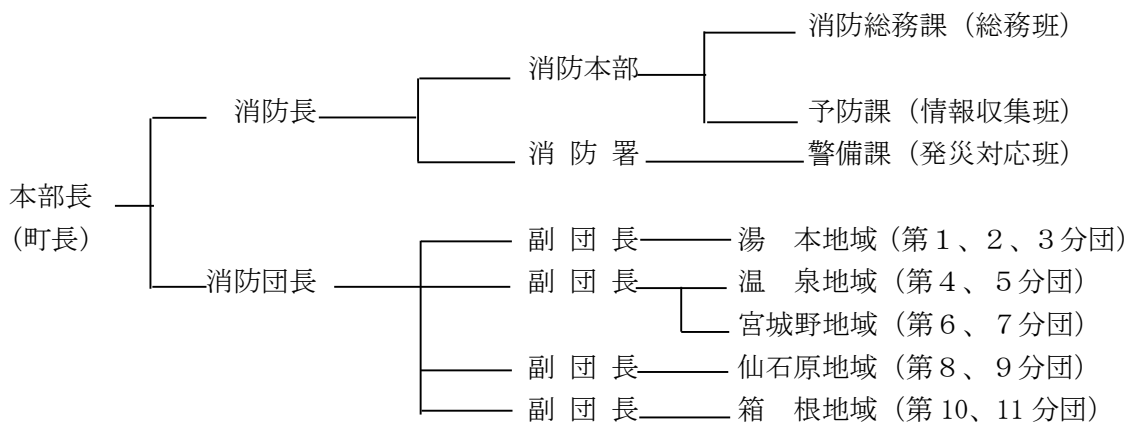 消防総務課（総務班）
消防本部
消防長 予防課（情報収集班）
消 防 署 警備課（発災対応班）
本部長
（町長）
副 団 長 湯　本地域（第１、２、３分団）
消防団長 副 団 長 温　泉地域（第４、５分団）
宮城野地域（第６、７分団）
副 団 長 仙石原地域（第８、９分団）
副 団 長 箱　根地域（第 10、11 分団）